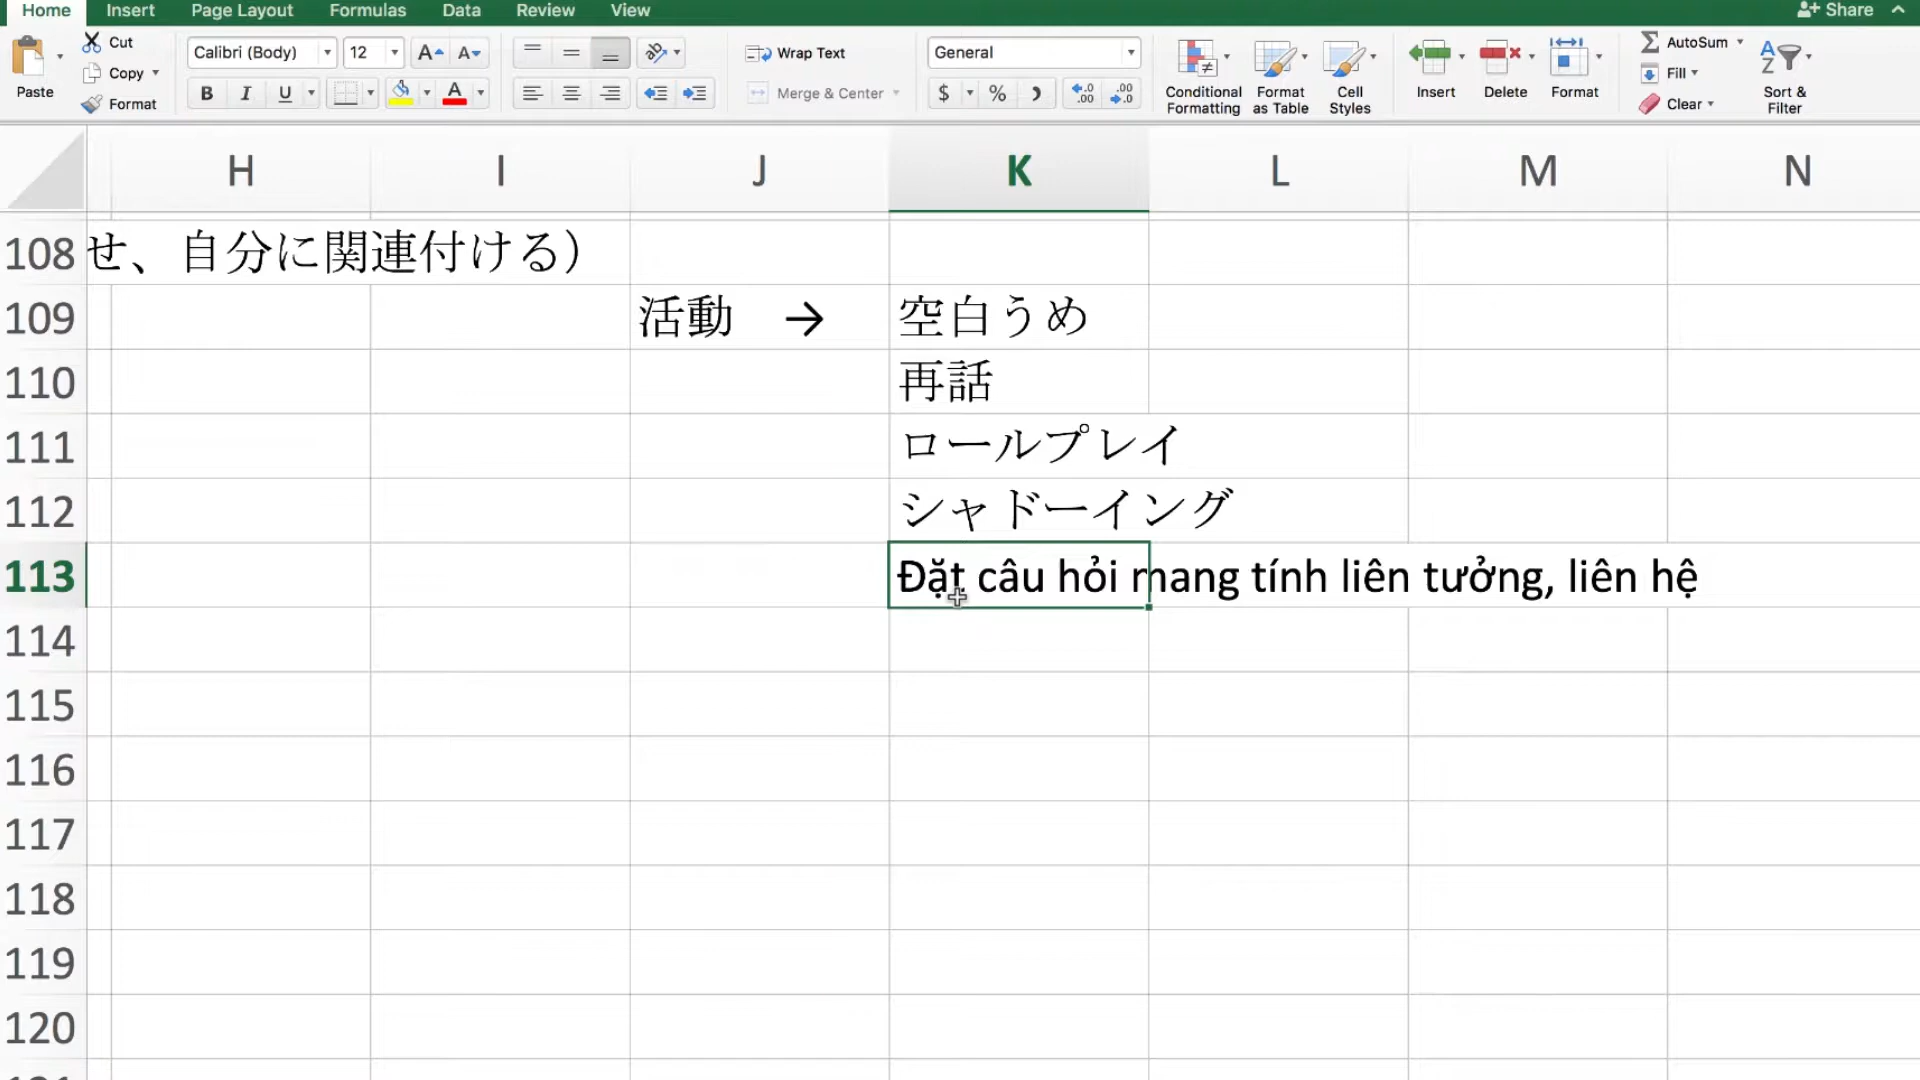 Home Insert Page Layout Formulas Data Review View Share
Paste Cut Copy Format
Calibri (Body) 12 A A
B I U A
Wrap Text
Merge & Center
General
$ %
Conditional Formatting
Format as Table
Cell Styles
Insert Delete Format
AutoSum
Fill
Clear
Sort & Filter
H I J K L M N
108 せ、自分に関連付ける）
109 活動 → 空白うめ
110 再話
111 ロールプレイ
112 シャドーイング
113 Đặt câu hỏi mang tính liên tưởng, liên hệ
114
115
116
117
118
119
120